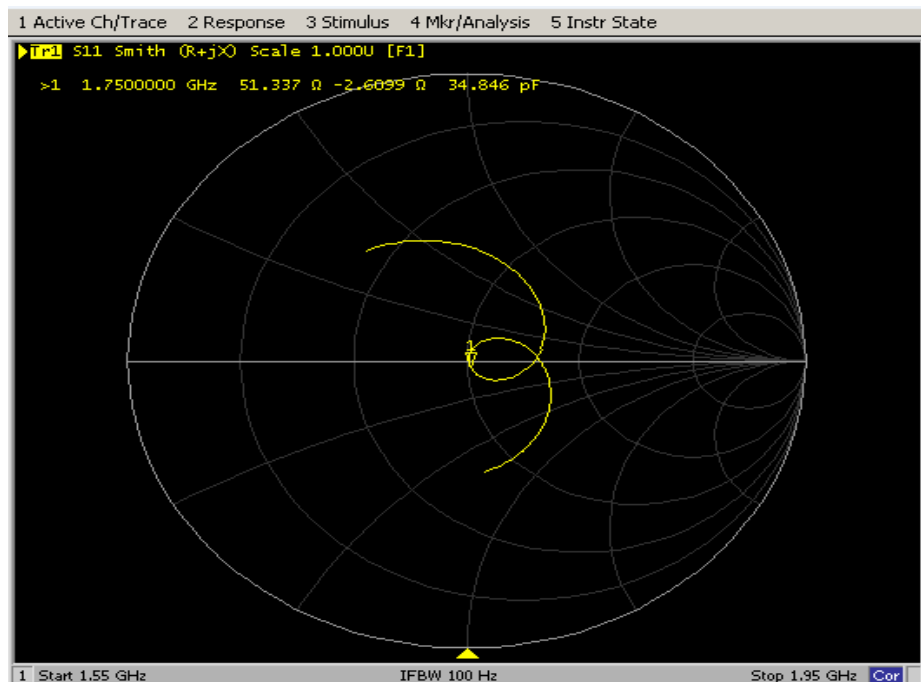 1 Active Ch/Trace 2 Response 3 Stimulus 4 Mkr/Analysis 5 Instr State
Tr1 S11 Smith (R+jX) Scale 1.000U [F1]
>1 1.7500000 GHz 51.337 Ω -2.6099 Ω 34.846 pF
1
1 Start 1.55 GHz IFBW 100 Hz Stop 1.95 GHz Cor